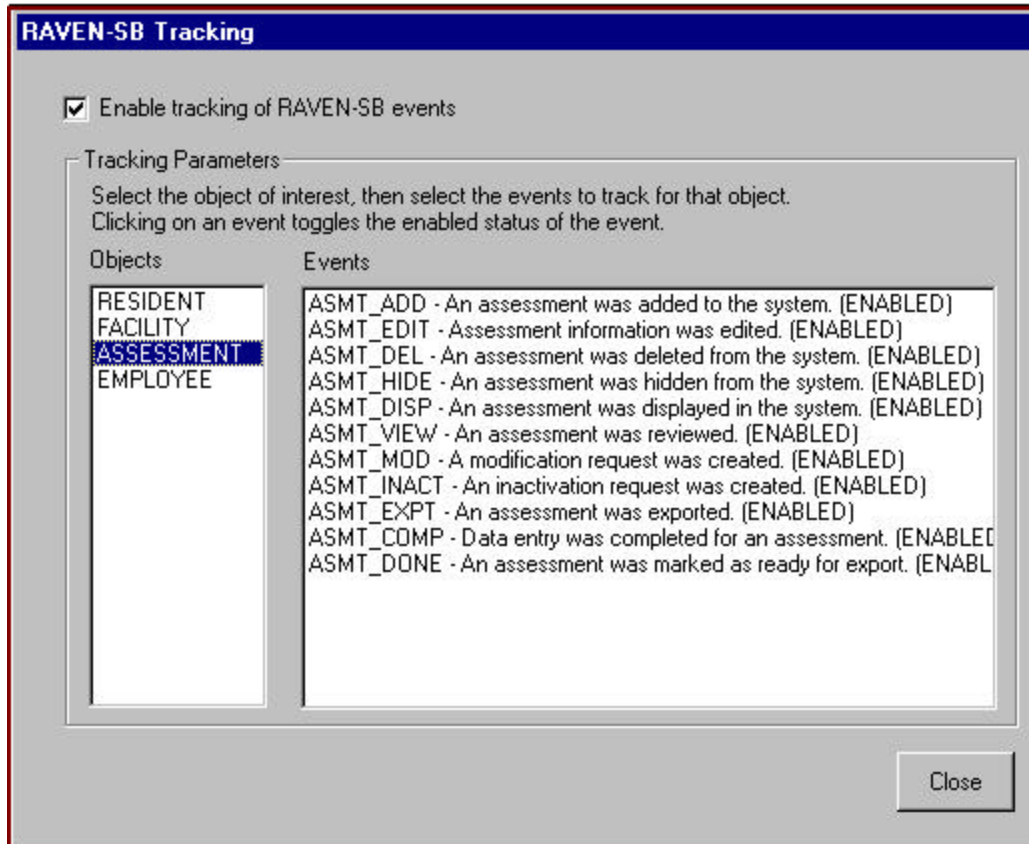 RAVEN-SB Tracking
Enable tracking of RAVEN-SB events
Tracking Parameters
Select the object of interest, then select the events to track for that object.
Clicking on an event toggles the enabled status of the event.
Objects
Events
RESIDENT
FACILITY
ASSESSMENT
EMPLOYEE
ASMT_ADD - An assessment was added to the system. (ENABLED)
ASMT_EDIT - Assessment information was edited. (ENABLED)
ASMT_DEL - An assessment was deleted from the system. (ENABLED)
ASMT_HIDE - An assessment was hidden from the system. (ENABLED)
ASMT_DISP - An assessment was displayed in the system. (ENABLED)
ASMT_VIEW - An assessment was reviewed. (ENABLED)
ASMT_MOD - A modification request was created. (ENABLED)
ASMT_INACT - An inactivation request was created. (ENABLED)
ASMT_EXPT - An assessment was exported. (ENABLED)
ASMT_COMP - Data entry was completed for an assessment. (ENABLED
ASMT_DONE - An assessment was marked as ready for export. (ENABL
Close